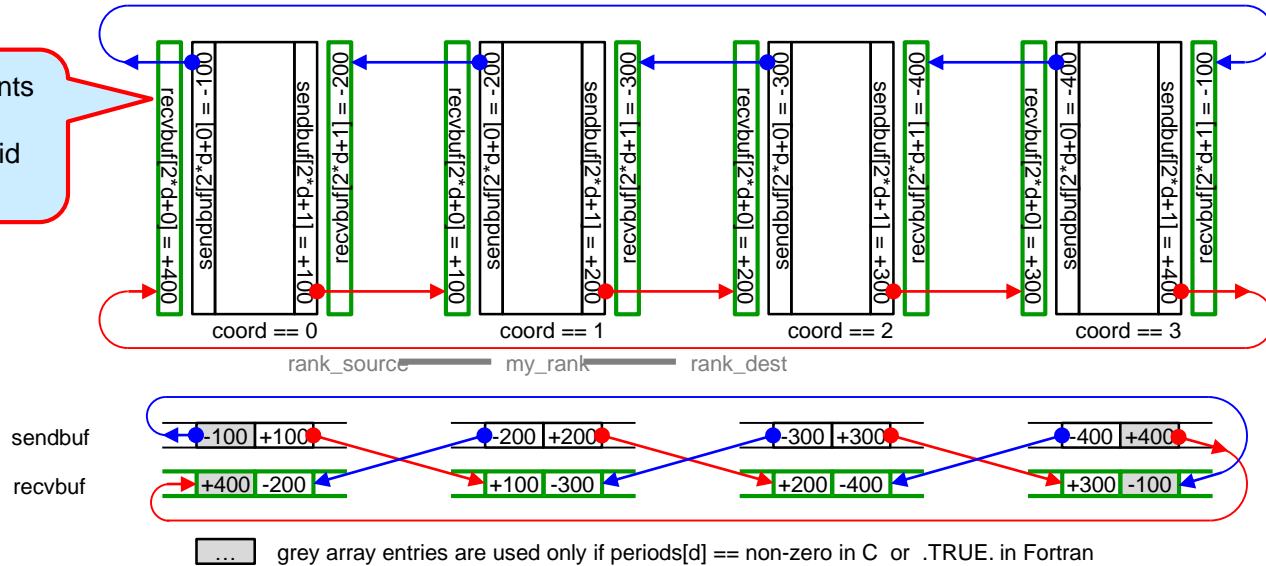 nts
id
recvbuf[2*d+0] = +400
sendbuf[2*d+0] = -100
sendbuf[2*d+1] = +100
recvbuf[2*d+1] = -200
recvbuf[2*d+0] = +100
sendbuf[2*d+0] = -200
sendbuf[2*d+1] = +200
recvbuf[2*d+1] = -300
recvbuf[2*d+0] = +200
sendbuf[2*d+0] = -300
sendbuf[2*d+1] = +300
recvbuf[2*d+1] = -400
recvbuf[2*d+0] = +300
sendbuf[2*d+0] = -400
sendbuf[2*d+1] = +400
recvbuf[2*d+1] = -100
coord == 0 coord == 1 coord == 2 coord == 3
rank_source my_rank rank_dest
sendbuf -100 +100 -200 +200 -300 +300 -400 +400
recvbuf +400 -200 +100 -300 +200 -400 +300 -100
... grey array entries are used only if periods[d] == non-zero in C or .TRUE. in Fortran